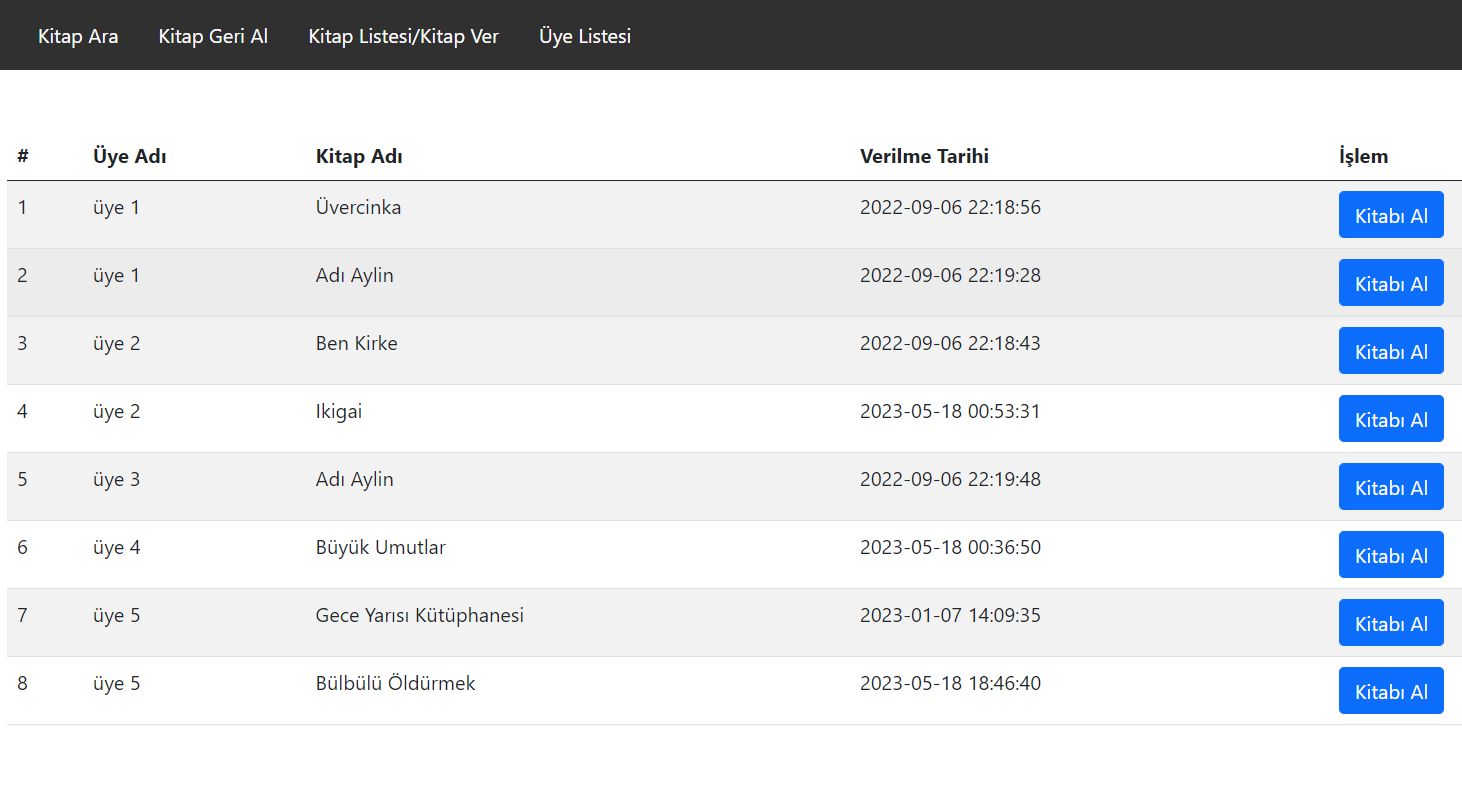 Kitap Ara Kitap Geri Al Kitap Listesi/Kitap Ver Üye Listesi
# Üye Adı Kitap Adı Verilme Tarihi İşlem
1 üye 1 Üvercinka 2022-09-06 22:18:56 Kitabı Al
2 üye 1 Adı Aylin 2022-09-06 22:19:28 Kitabı Al
3 üye 2 Ben Kirke 2022-09-06 22:18:43 Kitabı Al
4 üye 2 Ikigai 2023-05-18 00:53:31 Kitabı Al
5 üye 3 Adı Aylin 2022-09-06 22:19:48 Kitabı Al
6 üye 4 Büyük Umutlar 2023-05-18 00:36:50 Kitabı Al
7 üye 5 Gece Yarısı Kütüphanesi 2023-01-07 14:09:35 Kitabı Al
8 üye 5 Bülbülü Öldürmek 2023-05-18 18:46:40 Kitabı Al